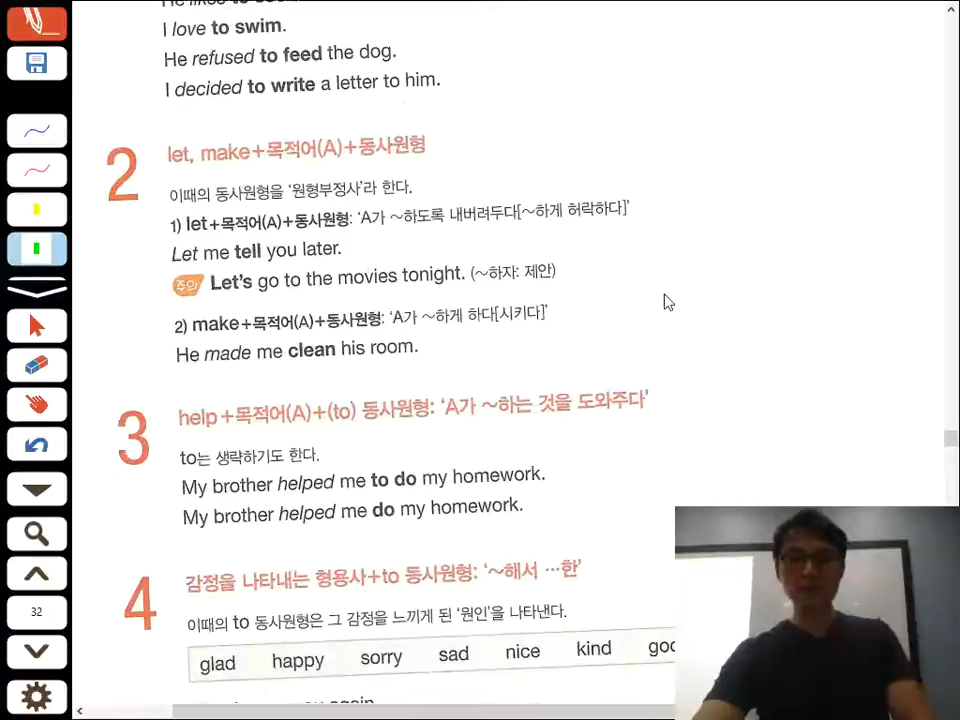 I love to swim.
He refused to feed the dog.
I decided to write a letter to him.
2 let, make+목적어(A)+동사원형
이때의 동사원형을 '원형부정사'라 한다.
1) let+목적어(A)+동사원형: 'A가 ~하도록 내버려두다[~하게 허락하다]'
Let me tell you later.
주의 Let's go to the movies tonight. (~하자: 제안)
2) make+목적어(A)+동사원형: 'A가 ~하게 하다[시키다]'
He made me clean his room.
3 help+목적어(A)+(to) 동사원형: 'A가 ~하는 것을 도와주다'
to는 생략하기도 한다.
My brother helped me to do my homework.
My brother helped me do my homework.
4 감정을 나타내는 형용사+to 동사원형: '~해서 …한'
이때의 to 동사원형은 그 감정을 느끼게 된 '원인'을 나타낸다.
glad happy sorry sad nice kind
again
32